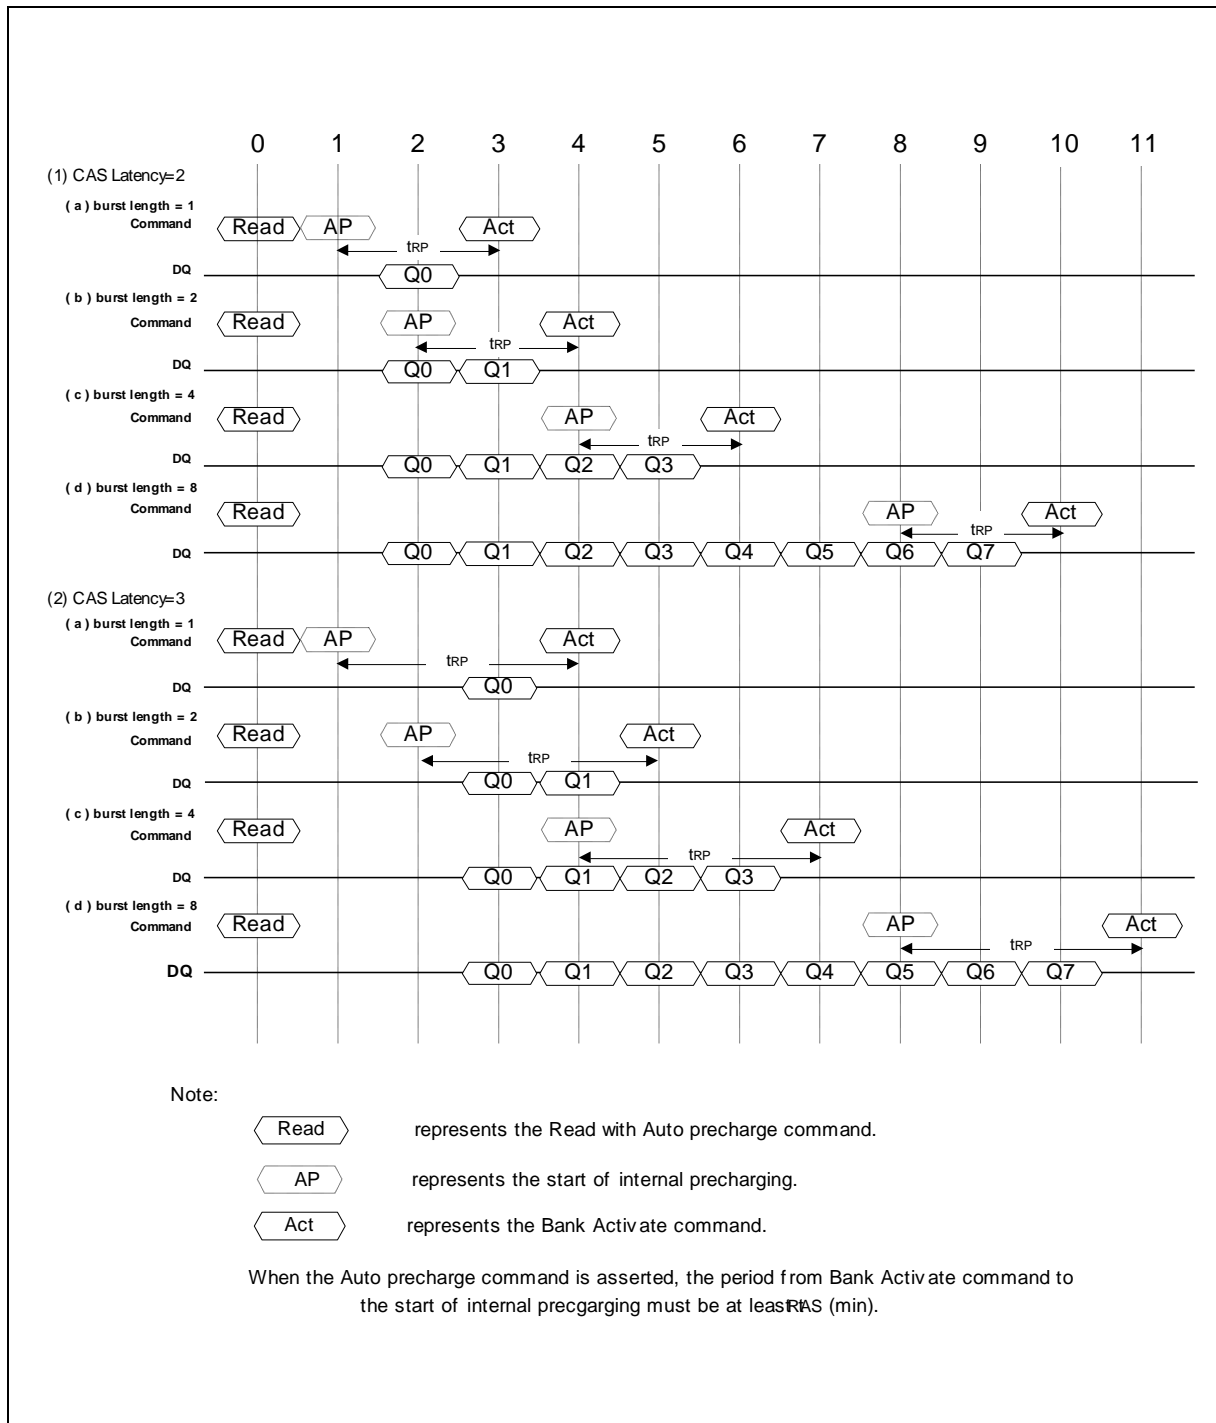 0 1 2 3 4 5 6 7 8 9 10 11
(1) CAS Latency=2
( a ) burst length = 1
Command Read AP Act
tRP
DQ Q0
( b ) burst length = 2
Command Read AP Act
tRP
DQ Q0 Q1
( c ) burst length = 4
Command Read AP Act
tRP
DQ Q0 Q1 Q2 Q3
( d ) burst length = 8
Command Read AP Act
tRP
DQ Q0 Q1 Q2 Q3 Q4 Q5 Q6 Q7
(2) CAS Latency=3
( a ) burst length = 1
Command Read AP Act
tRP
DQ Q0
( b ) burst length = 2
Command Read AP Act
tRP
DQ Q0 Q1
( c ) burst length = 4
Command Read AP Act
tRP
DQ Q0 Q1 Q2 Q3
( d ) burst length = 8
Command Read AP Act
tRP
DQ Q0 Q1 Q2 Q3 Q4 Q5 Q6 Q7
Note:
Read represents the Read with Auto precharge command.
AP represents the start of internal precharging.
Act represents the Bank Activate command.
When the Auto precharge command is asserted, the period from Bank Activate command to
the start of internal precgarging must be at least tRAS (min).